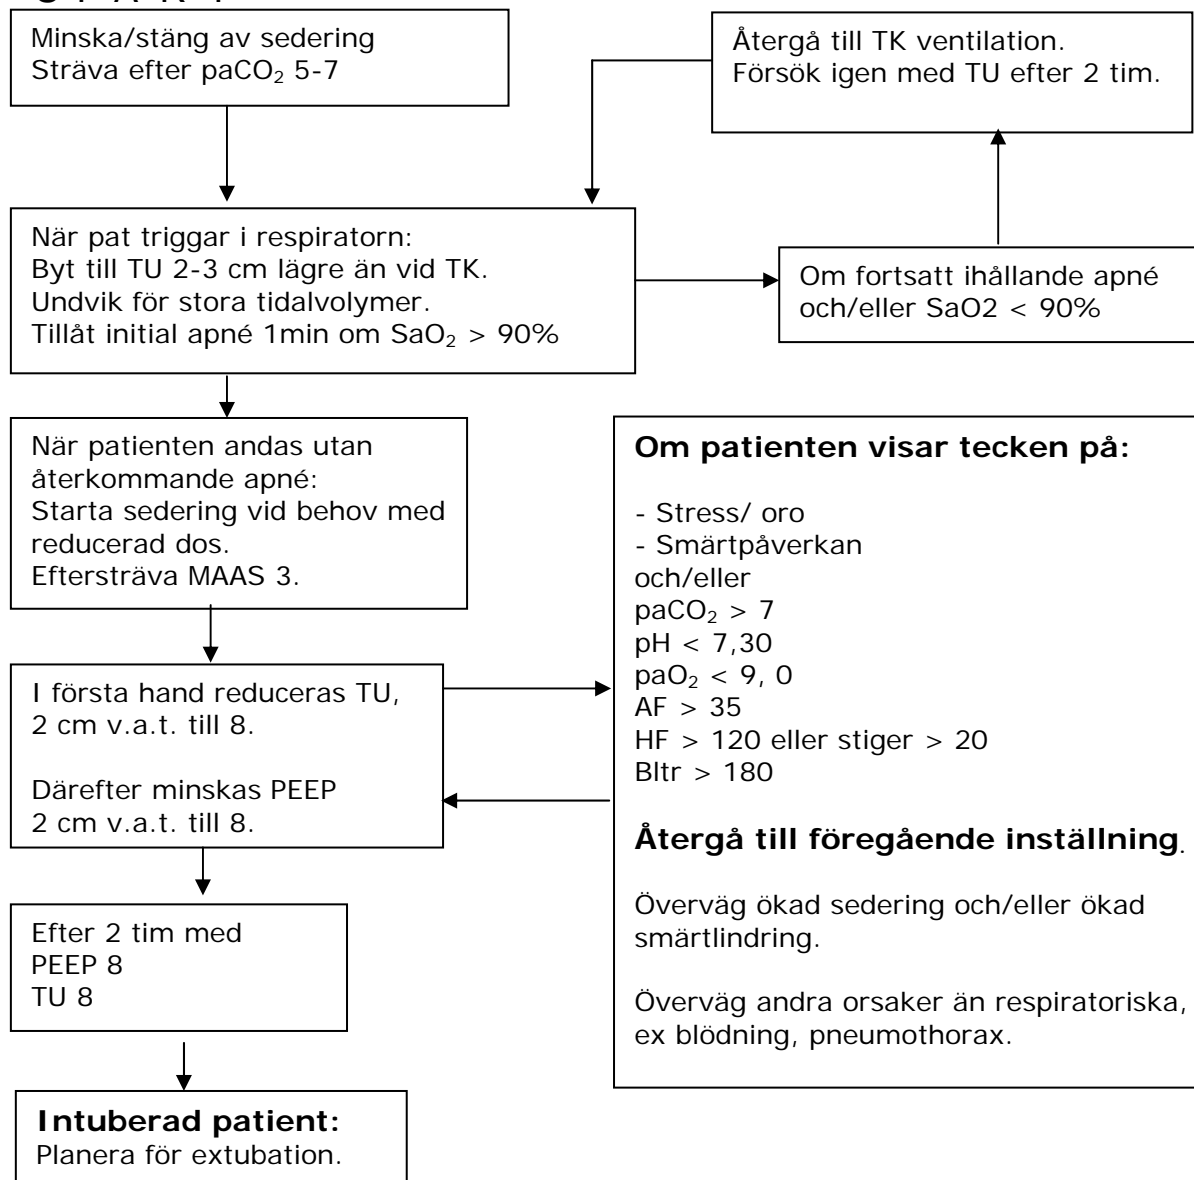 Minska/stäng av sedering
Sträva efter paCO₂ 5-7
Återgå till TK ventilation.
Försök igen med TU efter 2 tim.
När pat triggar i respiratorn:
Byt till TU 2-3 cm lägre än vid TK.
Undvik för stora tidalvolymer.
Tillåt initial apné 1min om SaO₂ > 90%
Om fortsatt ihållande apné
och/eller SaO2 < 90%
När patienten andas utan
återkommande apné:
Starta sedering vid behov med
reducerad dos.
Eftersträva MAAS 3.
I första hand reduceras TU,
2 cm v.a.t. till 8.
Därefter minskas PEEP
2 cm v.a.t. till 8.
Om patienten visar tecken på:
- Stress/ oro
- Smärtpåverkan
och/eller
paCO₂ > 7
pH < 7,30
paO₂ < 9, 0
AF > 35
HF > 120 eller stiger > 20
Bltr > 180
Återgå till föregående inställning.
Överväg ökad sedering och/eller ökad
smärtlindring.
Överväg andra orsaker än respiratoriska,
ex blödning, pneumothorax.
Efter 2 tim med
PEEP 8
TU 8
Intuberad patient:
Planera för extubation.